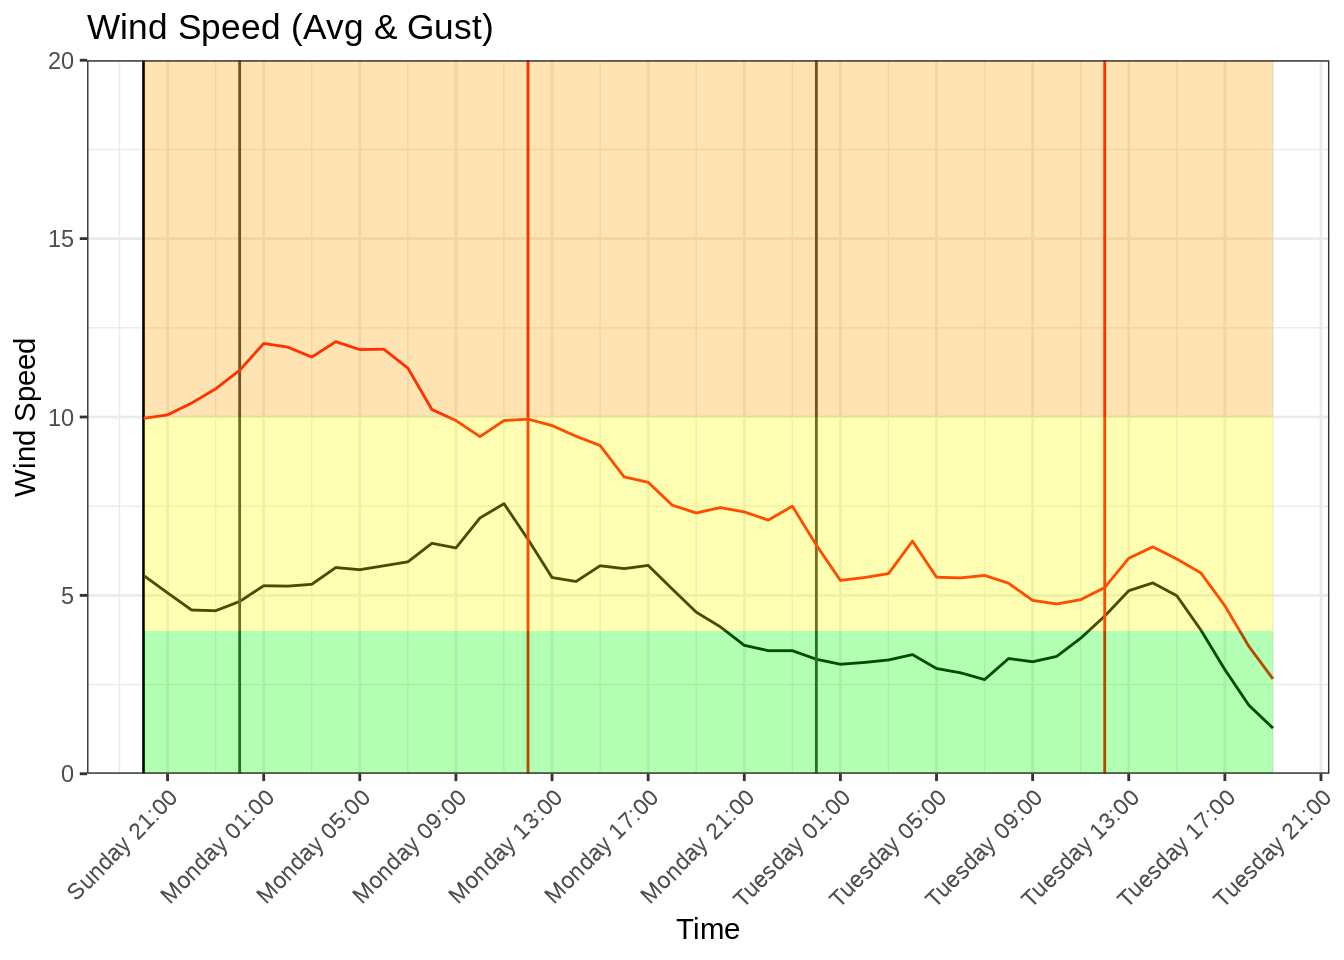 Wind Speed (Avg & Gust)
Wind Speed
20
15
10
5
0
Sunday 21:00
Monday 01:00
Monday 05:00
Monday 09:00
Monday 13:00
Monday 17:00
Monday 21:00
Tuesday 01:00
Tuesday 05:00
Tuesday 09:00
Tuesday 13:00
Tuesday 17:00
Tuesday 21:00
Time